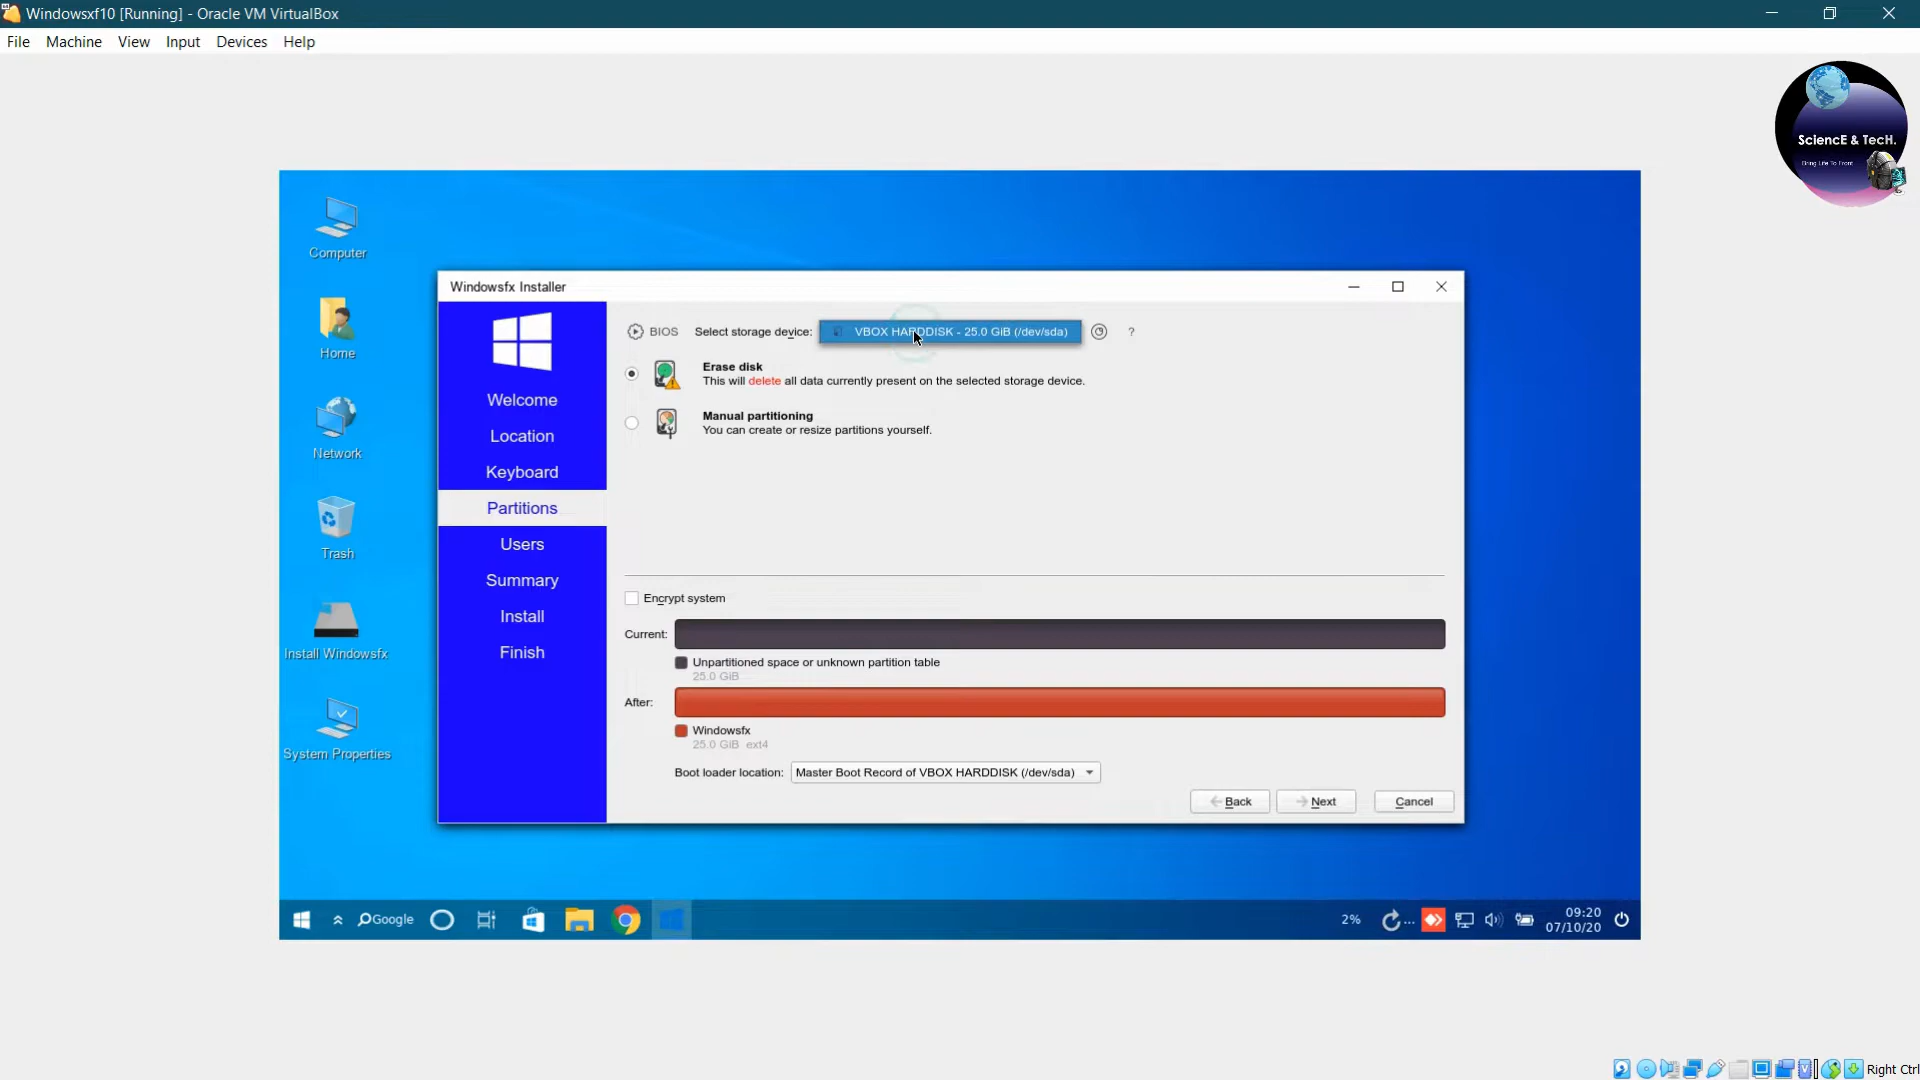 Windowsxf10 [Running] - Oracle VM VirtualBox
File Machine View Input Devices Help
SciencE & TecH.
Bring Life To Front
Computer
Home
Network
Trash
Install Windowsfx
System Properties
Windowsfx Installer
Welcome
Location
Keyboard
Partitions
Users
Summary
Install
Finish
BIOS Select storage device: VBOX HARDDISK - 25.0 GiB (/dev/sda) ?
Erase disk
This will delete all data currently present on the selected storage device.
Manual partitioning
You can create or resize partitions yourself.
Encrypt system
Current:
Unpartitioned space or unknown partition table
25.0 GiB
After:
Windowsfx
25.0 GiB ext4
Boot loader location: Master Boot Record of VBOX HARDDISK (/dev/sda)
Back Next Cancel
Google
2%
...
09:20
07/10/20
Right Ctrl